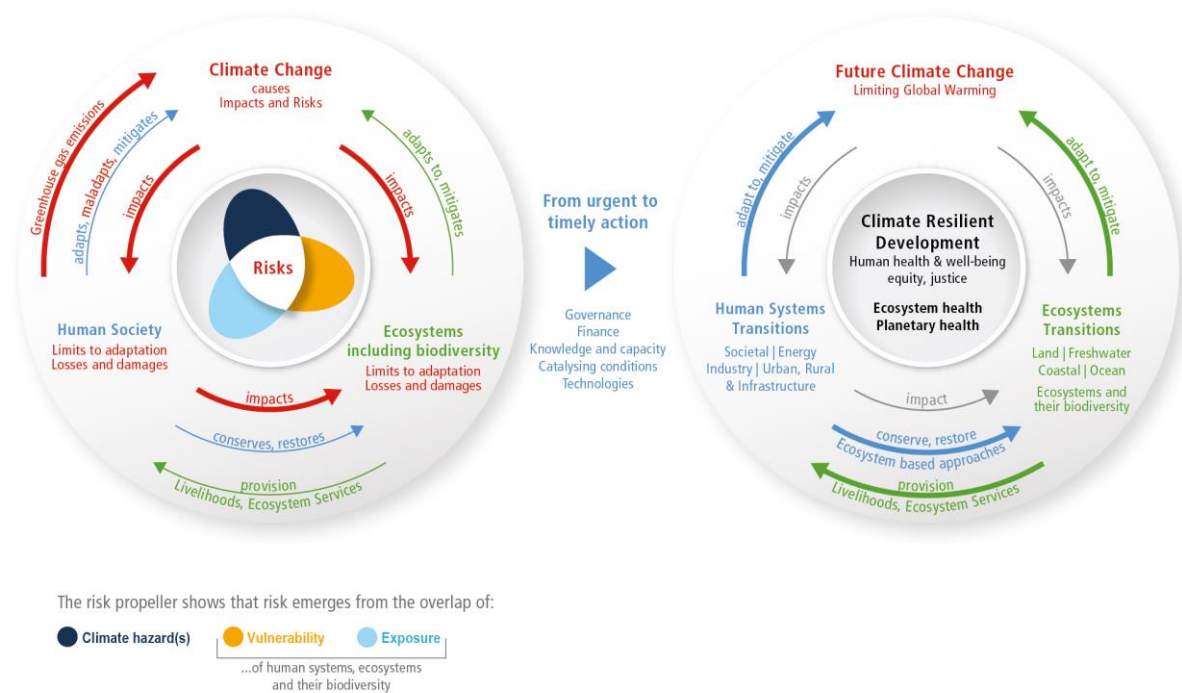 Climate Change
causes
Impacts and Risks
Greenhouse gas emissions
adapts, maladapts, mitigates
impacts
impacts
adapts to, mitigates
Risks
Human Society
Limits to adaptation
Losses and damages
Ecosystems
including biodiversity
Limits to adaptation
Losses and damages
impacts
conserves, restores
provision
Livelihoods, Ecosystem Services
From urgent to
timely action
Governance
Finance
Knowledge and capacity
Catalysing conditions
Technologies
Future Climate Change
Limiting Global Warming
adapt to, mitigate
impacts
impacts
adapt to, mitigate
Climate Resilient
Development
Human health & well-being
equity, justice
Ecosystem health
Planetary health
Human Systems
Transitions
Societal | Energy
Industry | Urban, Rural
& Infrastructure
Ecosystems
Transitions
Land | Freshwater
Coastal | Ocean
Ecosystems and
their biodiversity
impact
conserve, restore
Ecosystem based approaches
provision
Livelihoods, Ecosystem Services
The risk propeller shows that risk emerges from the overlap of:
Climate hazard(s) Vulnerability Exposure
...of human systems, ecosystems
and their biodiversity